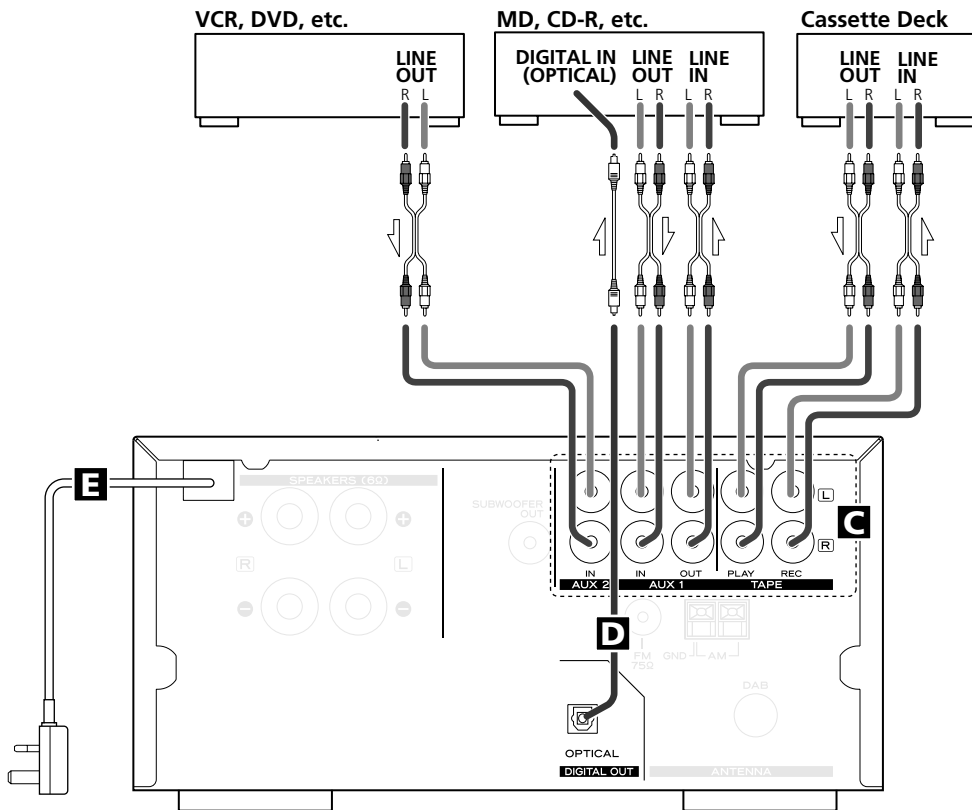 VCR, DVD, etc.
MD, CD-R, etc.
Cassette Deck
LINE OUT
R L
DIGITAL IN (OPTICAL)
LINE OUT
L R
LINE IN
L R
LINE OUT
L R
LINE IN
L R
E
SPEAKERS (6Ω)
+ +
R L
− −
SUBWOOFER OUT
L
C
R
IN
IN
OUT
PLAY
REC
AUX 2
AUX 1
TAPE
D
FM 75Ω
GND
AM
DAB
OPTICAL
DIGITAL OUT
ANTENNA